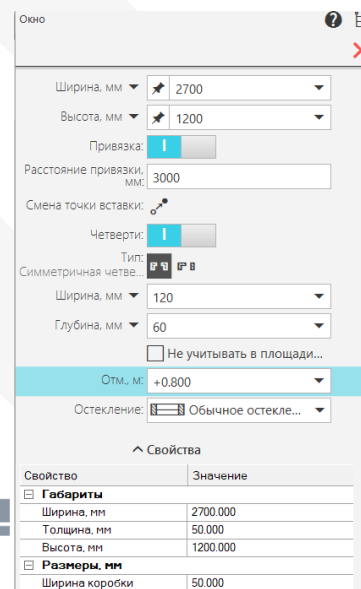 Окно
Ширина, мм 2700
Высота, мм 1200
Привязка:
Расстояние привязки, мм: 3000
Смена точки вставки:
Четверти:
Тип:
Симметричная четве...
Ширина, мм 120
Глубина, мм 60
Не учитывать в площади...
Отм., м: +0.800
Остекление: Обычное остекле...
Свойства
Свойство Значение
Габариты
Ширина, мм 2700.000
Толщина, мм 50.000
Высота, мм 1200.000
Размеры, мм
Ширина коробки 50.000